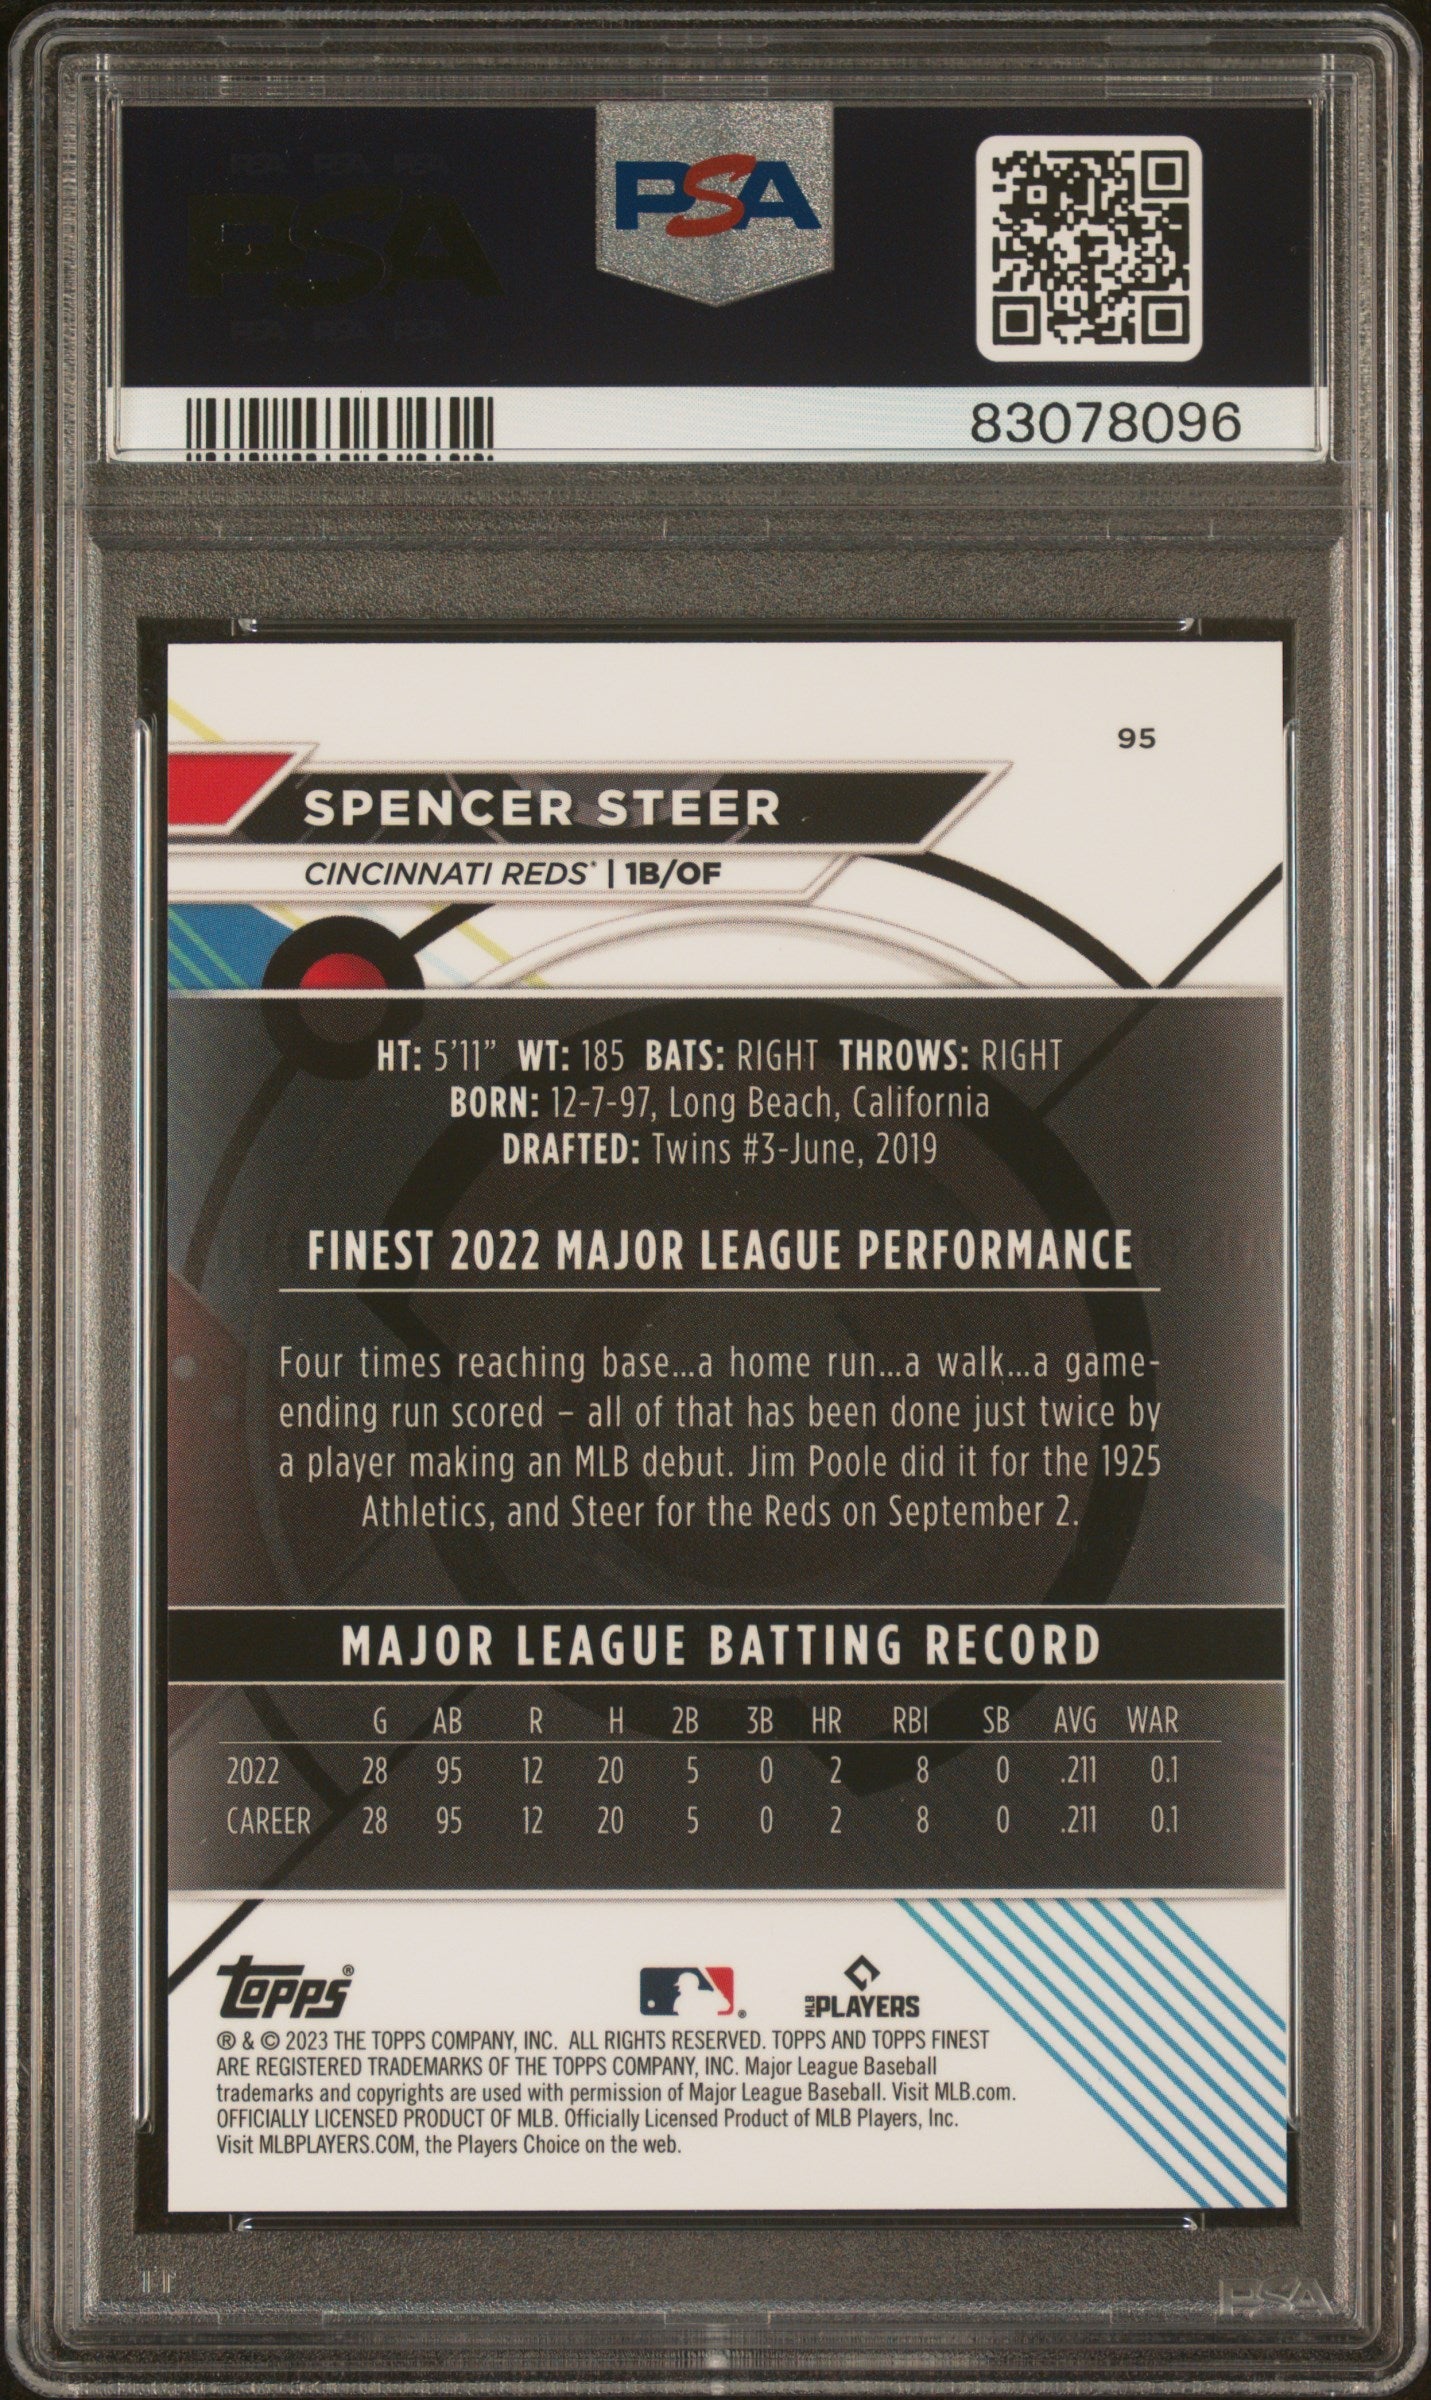 PSA PSA PSA
PSA
PSA PSA PSA
PSA
83078096
95
SPENCER STEER
CINCINNATI REDS® | 1B/OF
HT: 5'11" WT: 185 BATS: RIGHT THROWS: RIGHT
BORN: 12-7-97, Long Beach, California
DRAFTED: Twins #3-June, 2019
FINEST 2022 MAJOR LEAGUE PERFORMANCE
Four times reaching base...a home run...a walk...a game-
ending run scored – all of that has been done just twice by
a player making an MLB debut. Jim Poole did it for the 1925
Athletics, and Steer for the Reds on September 2.
MAJOR LEAGUE BATTING RECORD
G AB R H 2B 3B HR RBI SB AVG WAR
2022 28 95 12 20 5 0 2 8 0 .211 0.1
CAREER 28 95 12 20 5 0 2 8 0 .211 0.1
TOPPS®
®
MLB PLAYERS
® & © 2023 THE TOPPS COMPANY, INC. ALL RIGHTS RESERVED. TOPPS AND TOPPS FINEST
ARE REGISTERED TRADEMARKS OF THE TOPPS COMPANY, INC. Major League Baseball
trademarks and copyrights are used with permission of Major League Baseball. Visit MLB.com.
OFFICIALLY LICENSED PRODUCT OF MLB. Officially Licensed Product of MLB Players, Inc.
Visit MLBPLAYERS.COM, the Players Choice on the web.
PSA